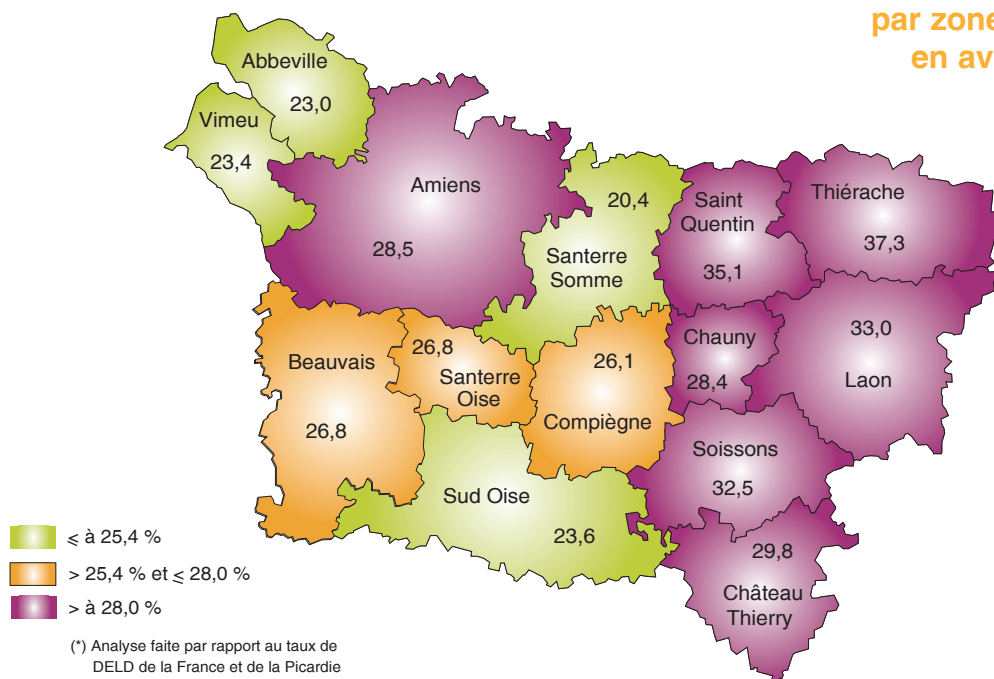 par zone
en av
Abbeville
23,0
Vimeu
23,4
Amiens
28,5
20,4
Santerre
Somme
Saint
Quentin
35,1
Thiérache
37,3
Beauvais
26,8
26,8
Santerre
Oise
26,1
Compiègne
Chauny
28,4
33,0
Laon
Soissons
32,5
Sud Oise
23,6
29,8
Château
Thierry
⩽ à 25,4 %
> 25,4 % et ⩽ 28,0 %
> à 28,0 %
(*) Analyse faite par rapport au taux de
DELD de la France et de la Picardie